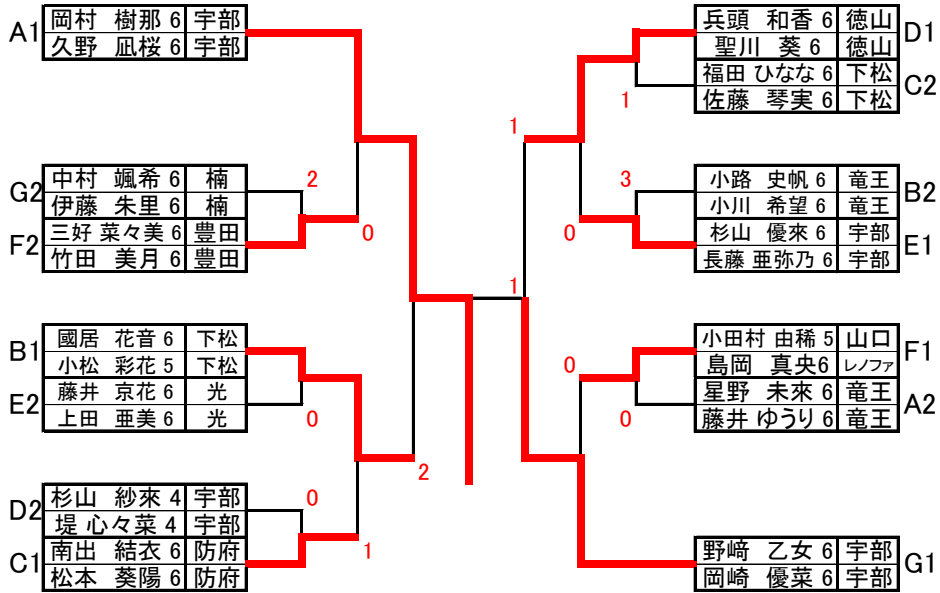 A1
岡村 樹那 6 宇部
久野 凪桜 6 宇部
G2
中村 颯希 6 楠
伊藤 朱里 6 楠
2
F2
三好 菜々美 6 豊田
竹田 美月 6 豊田
0
B1
國居 花音 6 下松
小松 彩花 5 下松
E2
藤井 京花 6 光
上田 亜美 6 光
0
2
D2
杉山 紗來 4 宇部
堤 心々菜 4 宇部
0
C1
南出 結衣 6 防府
松本 葵陽 6 防府
1
1
1
兵頭 和香 6 徳山
聖川 葵 6 徳山
D1
福田 ひなな 6 下松
佐藤 琴実 6 下松
C2
1
小路 史帆 6 竜王
小川 希望 6 竜王
B2
3
杉山 優來 6 宇部
長藤 亜弥乃 6 宇部
E1
0
小田村 由稀 5 山口
島岡 真央6 レノファ
F1
0
星野 未來 6 竜王
藤井 ゆうり 6 竜王
A2
0
野﨑 乙女 6 宇部
岡崎 優菜 6 宇部
G1